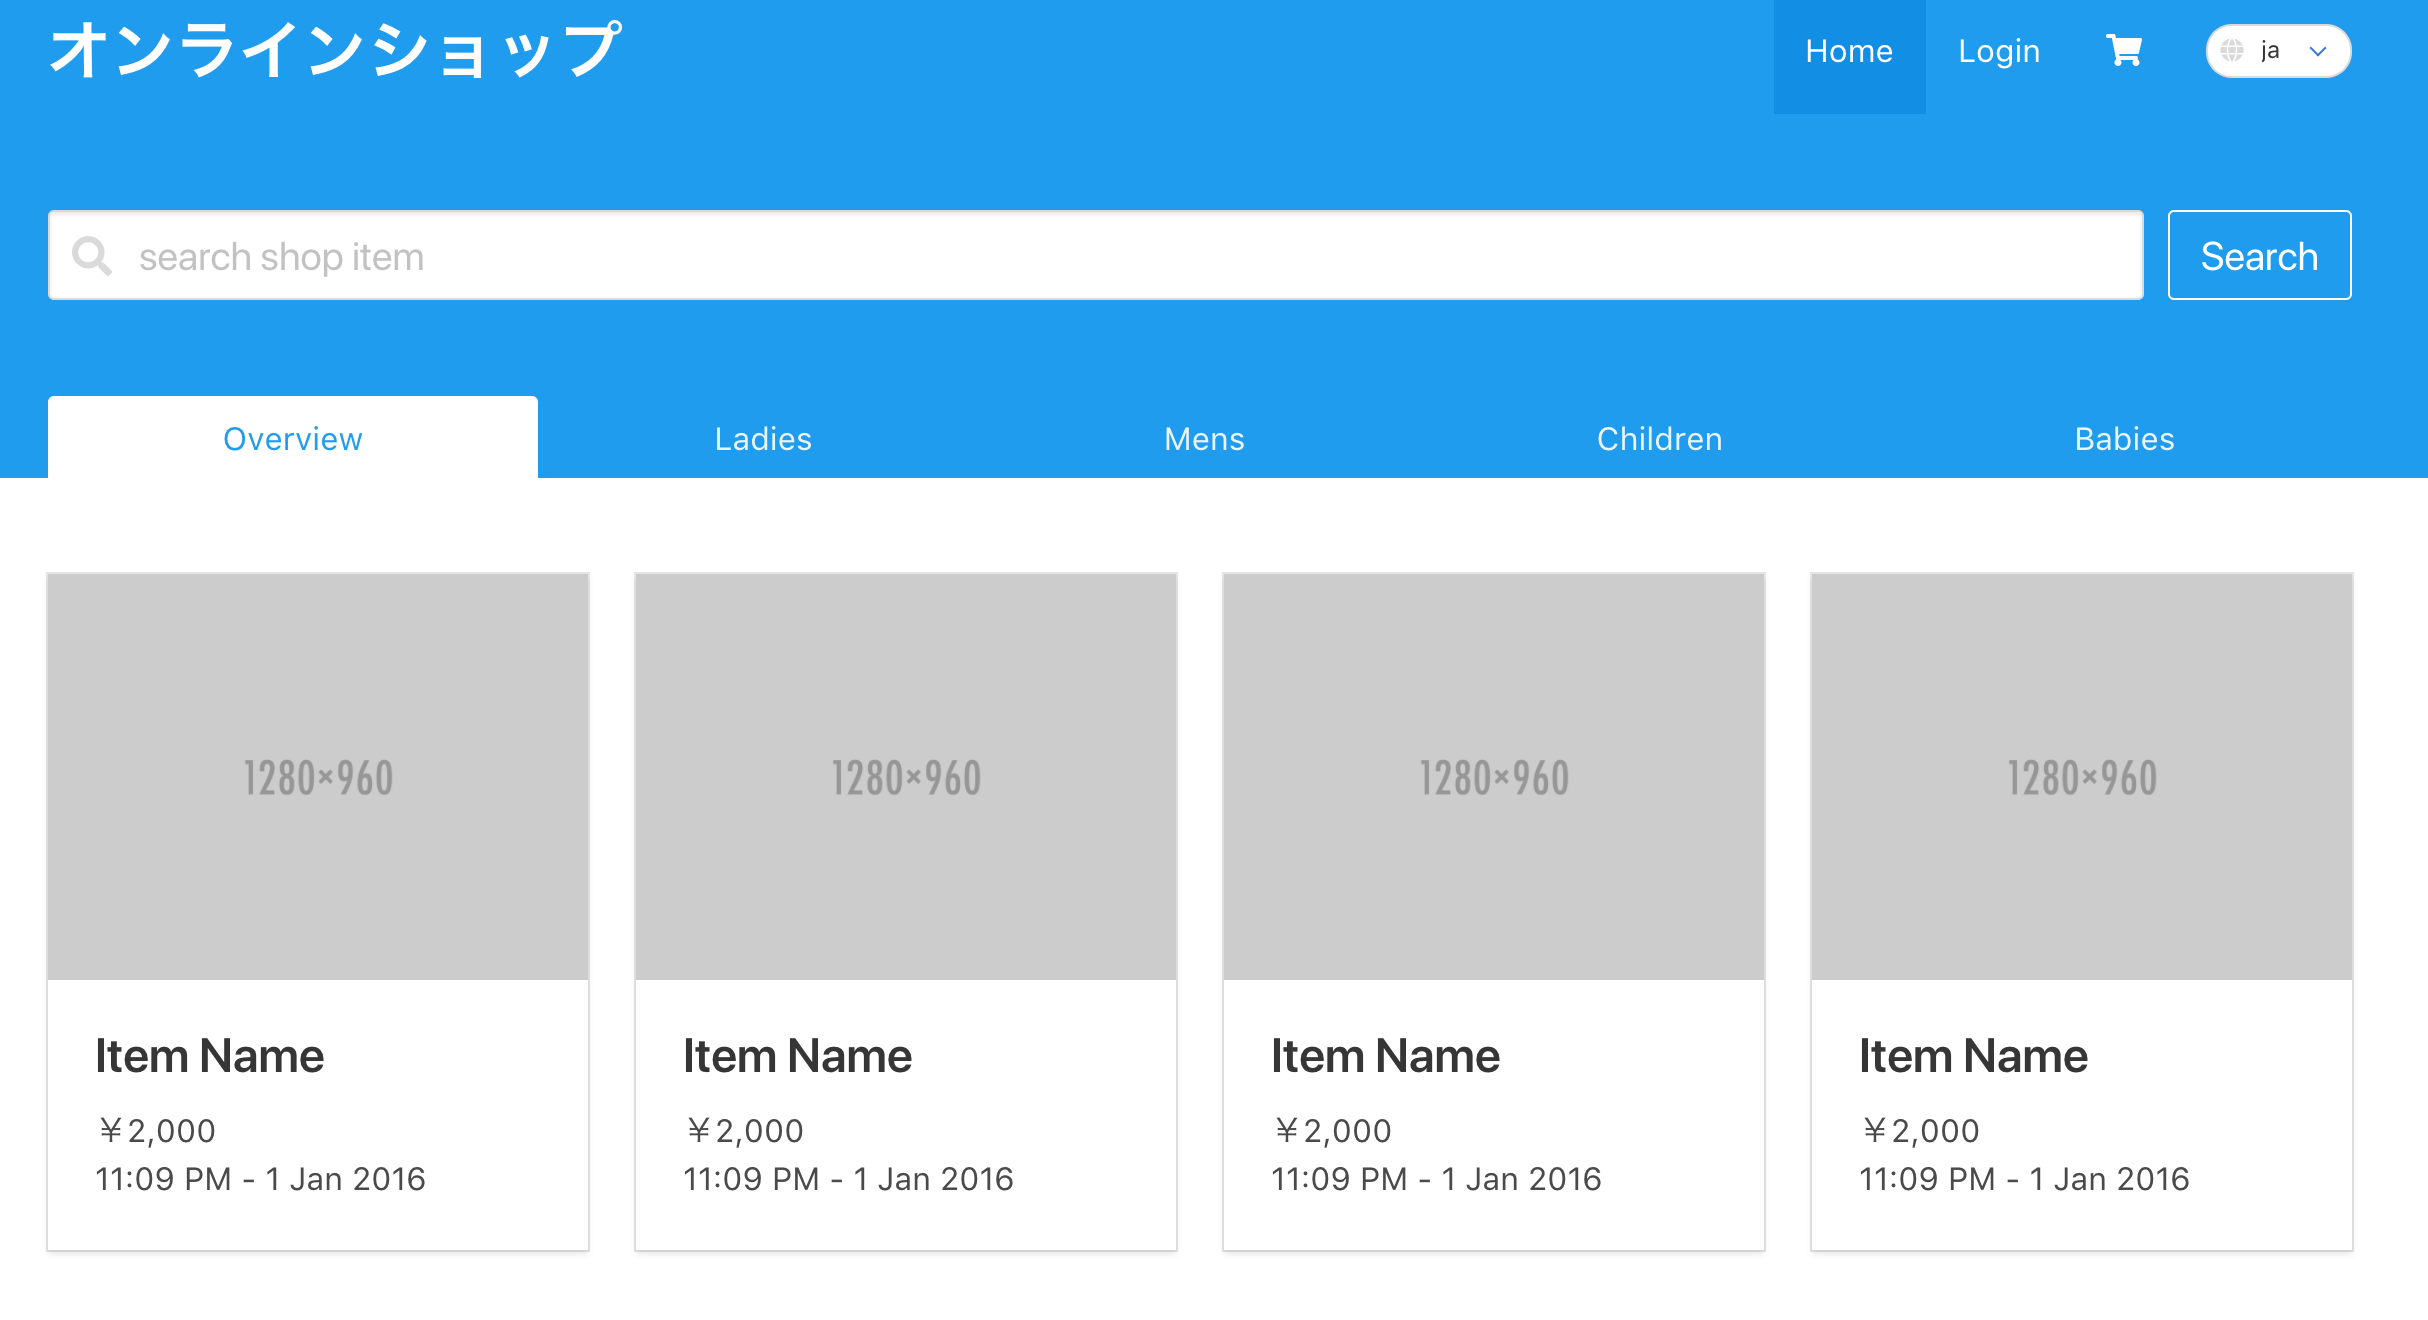 オンラインショップ
Home
Login
ja
search shop item
Search
Overview
Ladies
Mens
Children
Babies
1280×960
1280×960
1280×960
1280×960
Item Name
¥2,000
11:09 PM - 1 Jan 2016
Item Name
¥2,000
11:09 PM - 1 Jan 2016
Item Name
¥2,000
11:09 PM - 1 Jan 2016
Item Name
¥2,000
11:09 PM - 1 Jan 2016